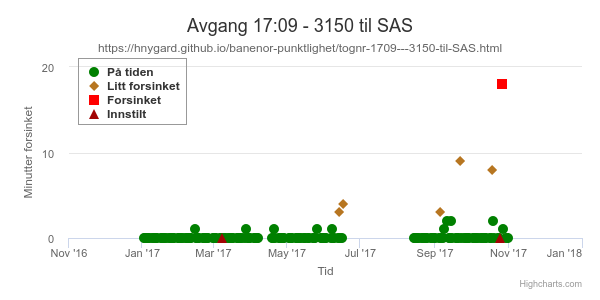 Avgang 17:09 - 3150 til SAS
https://hnygard.github.io/banenor-punktlighet/tognr-1709---3150-til-SAS.html
På tiden
Litt forsinket
Forsinket
Innstilt
Minutter forsinket
20
10
0
Nov '16
Jan '17
Mar '17
May '17
Jul '17
Sep '17
Nov '17
Jan '18
Tid
Highcharts.com